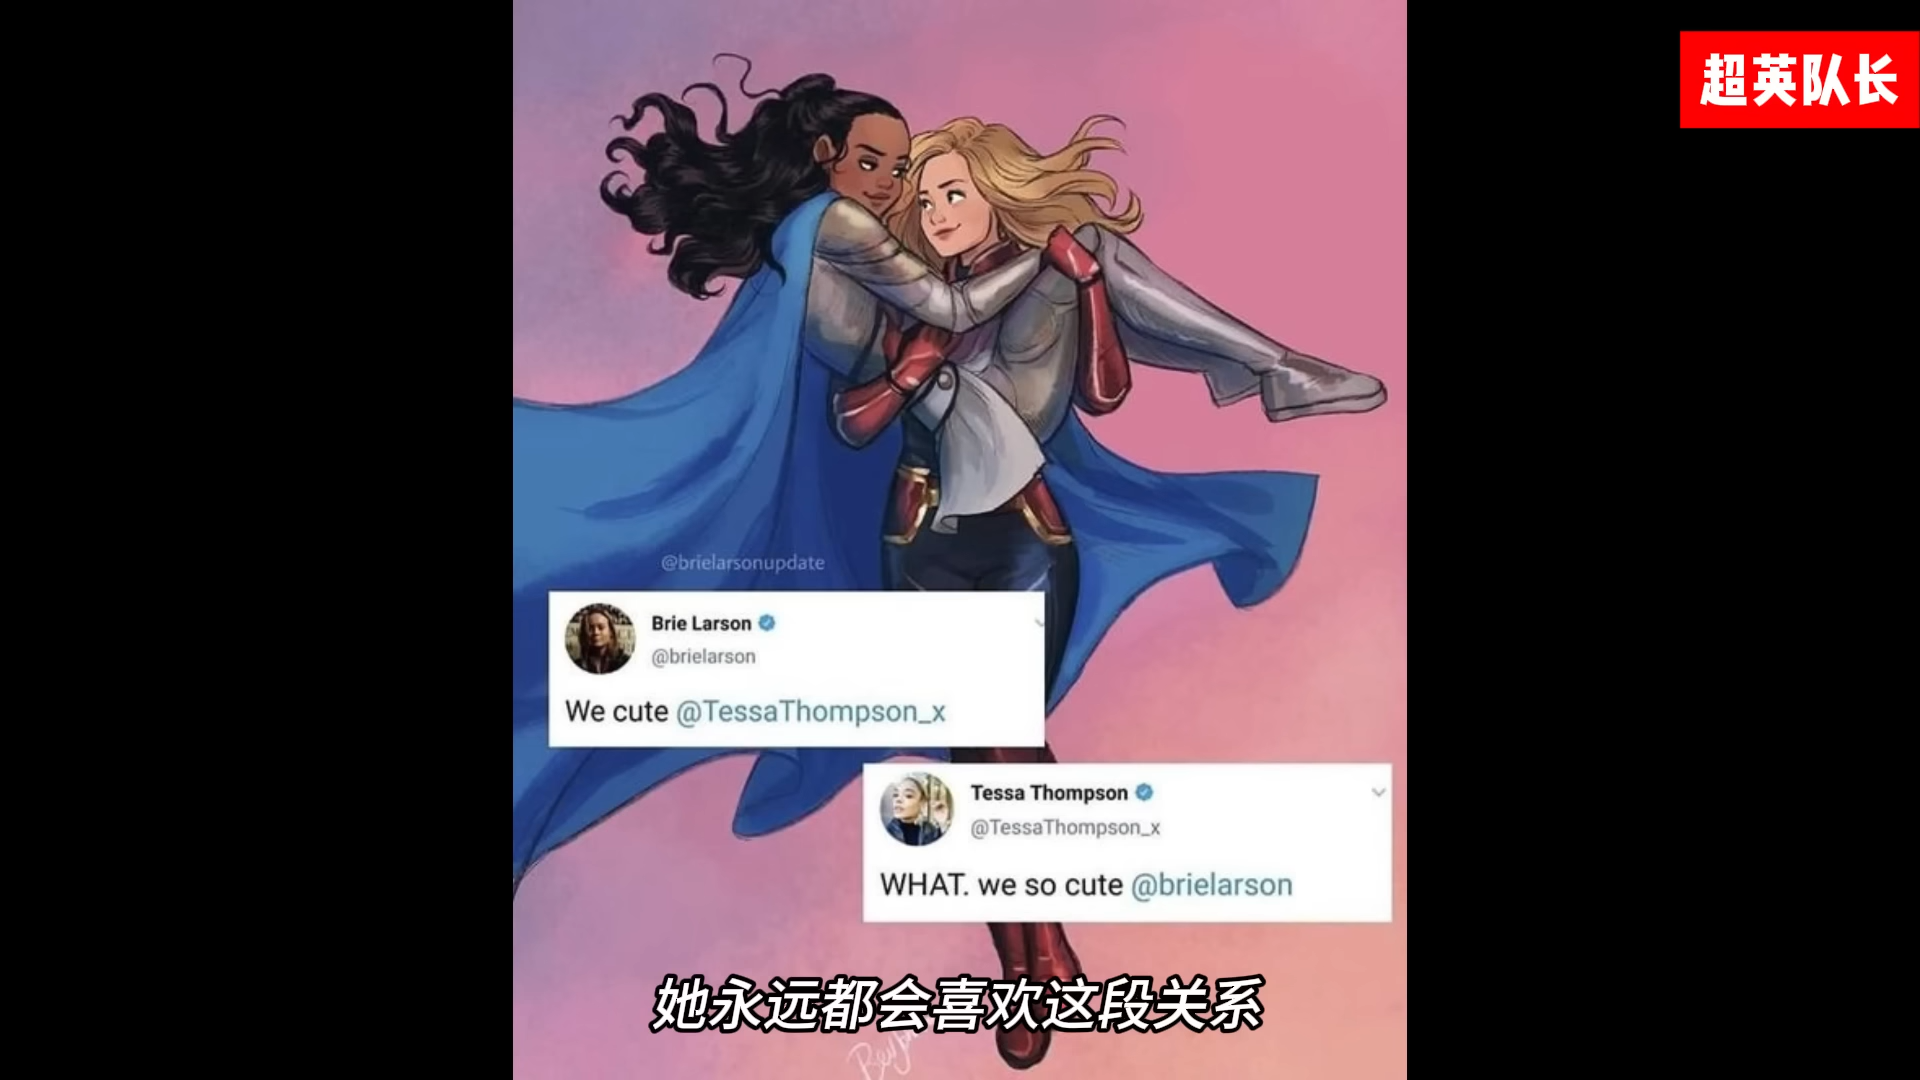 超英队长
@brielarsonupdate
Brie Larson
@brielarson
We cute @TessaThompson_x
Tessa Thompson
@TessaThompson_x
WHAT. we so cute @brielarson
她永远都会喜欢这段关系